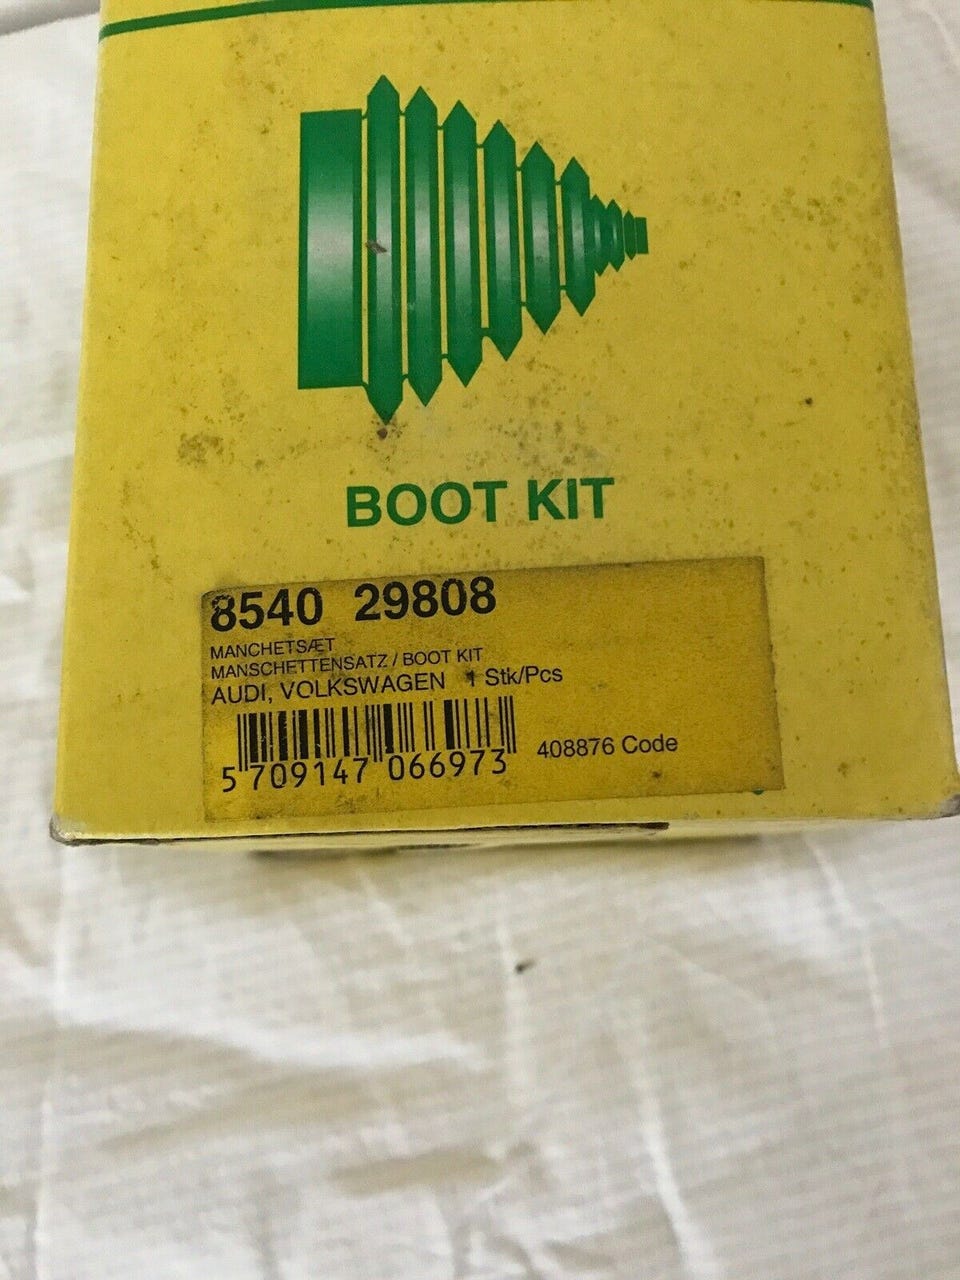 BOOT KIT
8540 29808
MANCHETSÆT
MANSCHETTENSATZ / BOOT KIT
AUDI, VOLKSWAGEN 1 Stk/Pcs
408876 Code
5 709147 066973